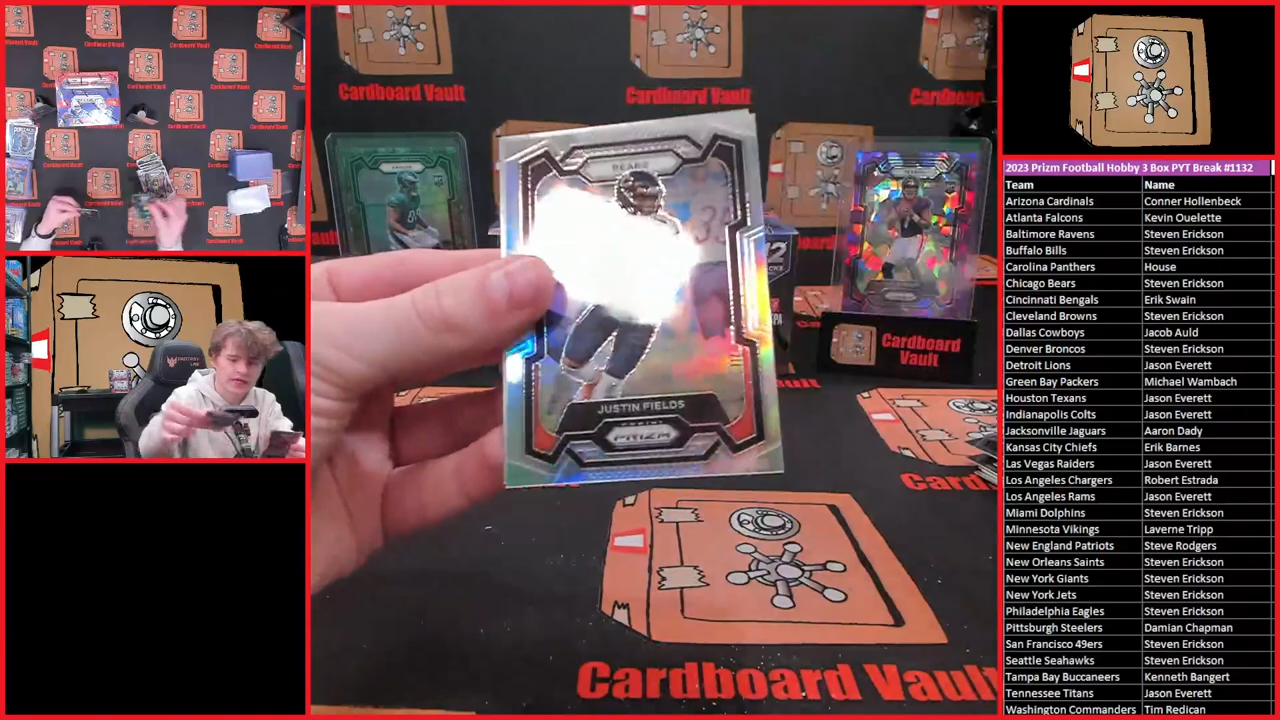 Cardboard Vault
Cardboard Vault
Cardboard
BEARS
JUSTIN FIELDS
PANINI
PRIZM
Cardboard
Vault
Cardboard Vault
2023 Prizm Football Hobby 3 Box PYT Break #1132
Team Name
Arizona Cardinals Conner Hollenbeck
Atlanta Falcons Kevin Ouelette
Baltimore Ravens Steven Erickson
Buffalo Bills Steven Erickson
Carolina Panthers House
Chicago Bears Steven Erickson
Cincinnati Bengals Erik Swain
Cleveland Browns Steven Erickson
Dallas Cowboys Jacob Auld
Denver Broncos Steven Erickson
Detroit Lions Jason Everett
Green Bay Packers Michael Wambach
Houston Texans Jason Everett
Indianapolis Colts Jason Everett
Jacksonville Jaguars Aaron Dady
Kansas City Chiefs Erik Barnes
Las Vegas Raiders Jason Everett
Los Angeles Chargers Robert Estrada
Los Angeles Rams Jason Everett
Miami Dolphins Steven Erickson
Minnesota Vikings Laverne Tripp
New England Patriots Steve Rodgers
New Orleans Saints Steven Erickson
New York Giants Steven Erickson
New York Jets Steven Erickson
Philadelphia Eagles Steven Erickson
Pittsburgh Steelers Damian Chapman
San Francisco 49ers Steven Erickson
Seattle Seahawks Steven Erickson
Tampa Bay Buccaneers Kenneth Bangert
Tennessee Titans Jason Everett
Washington Commanders Tim Redican